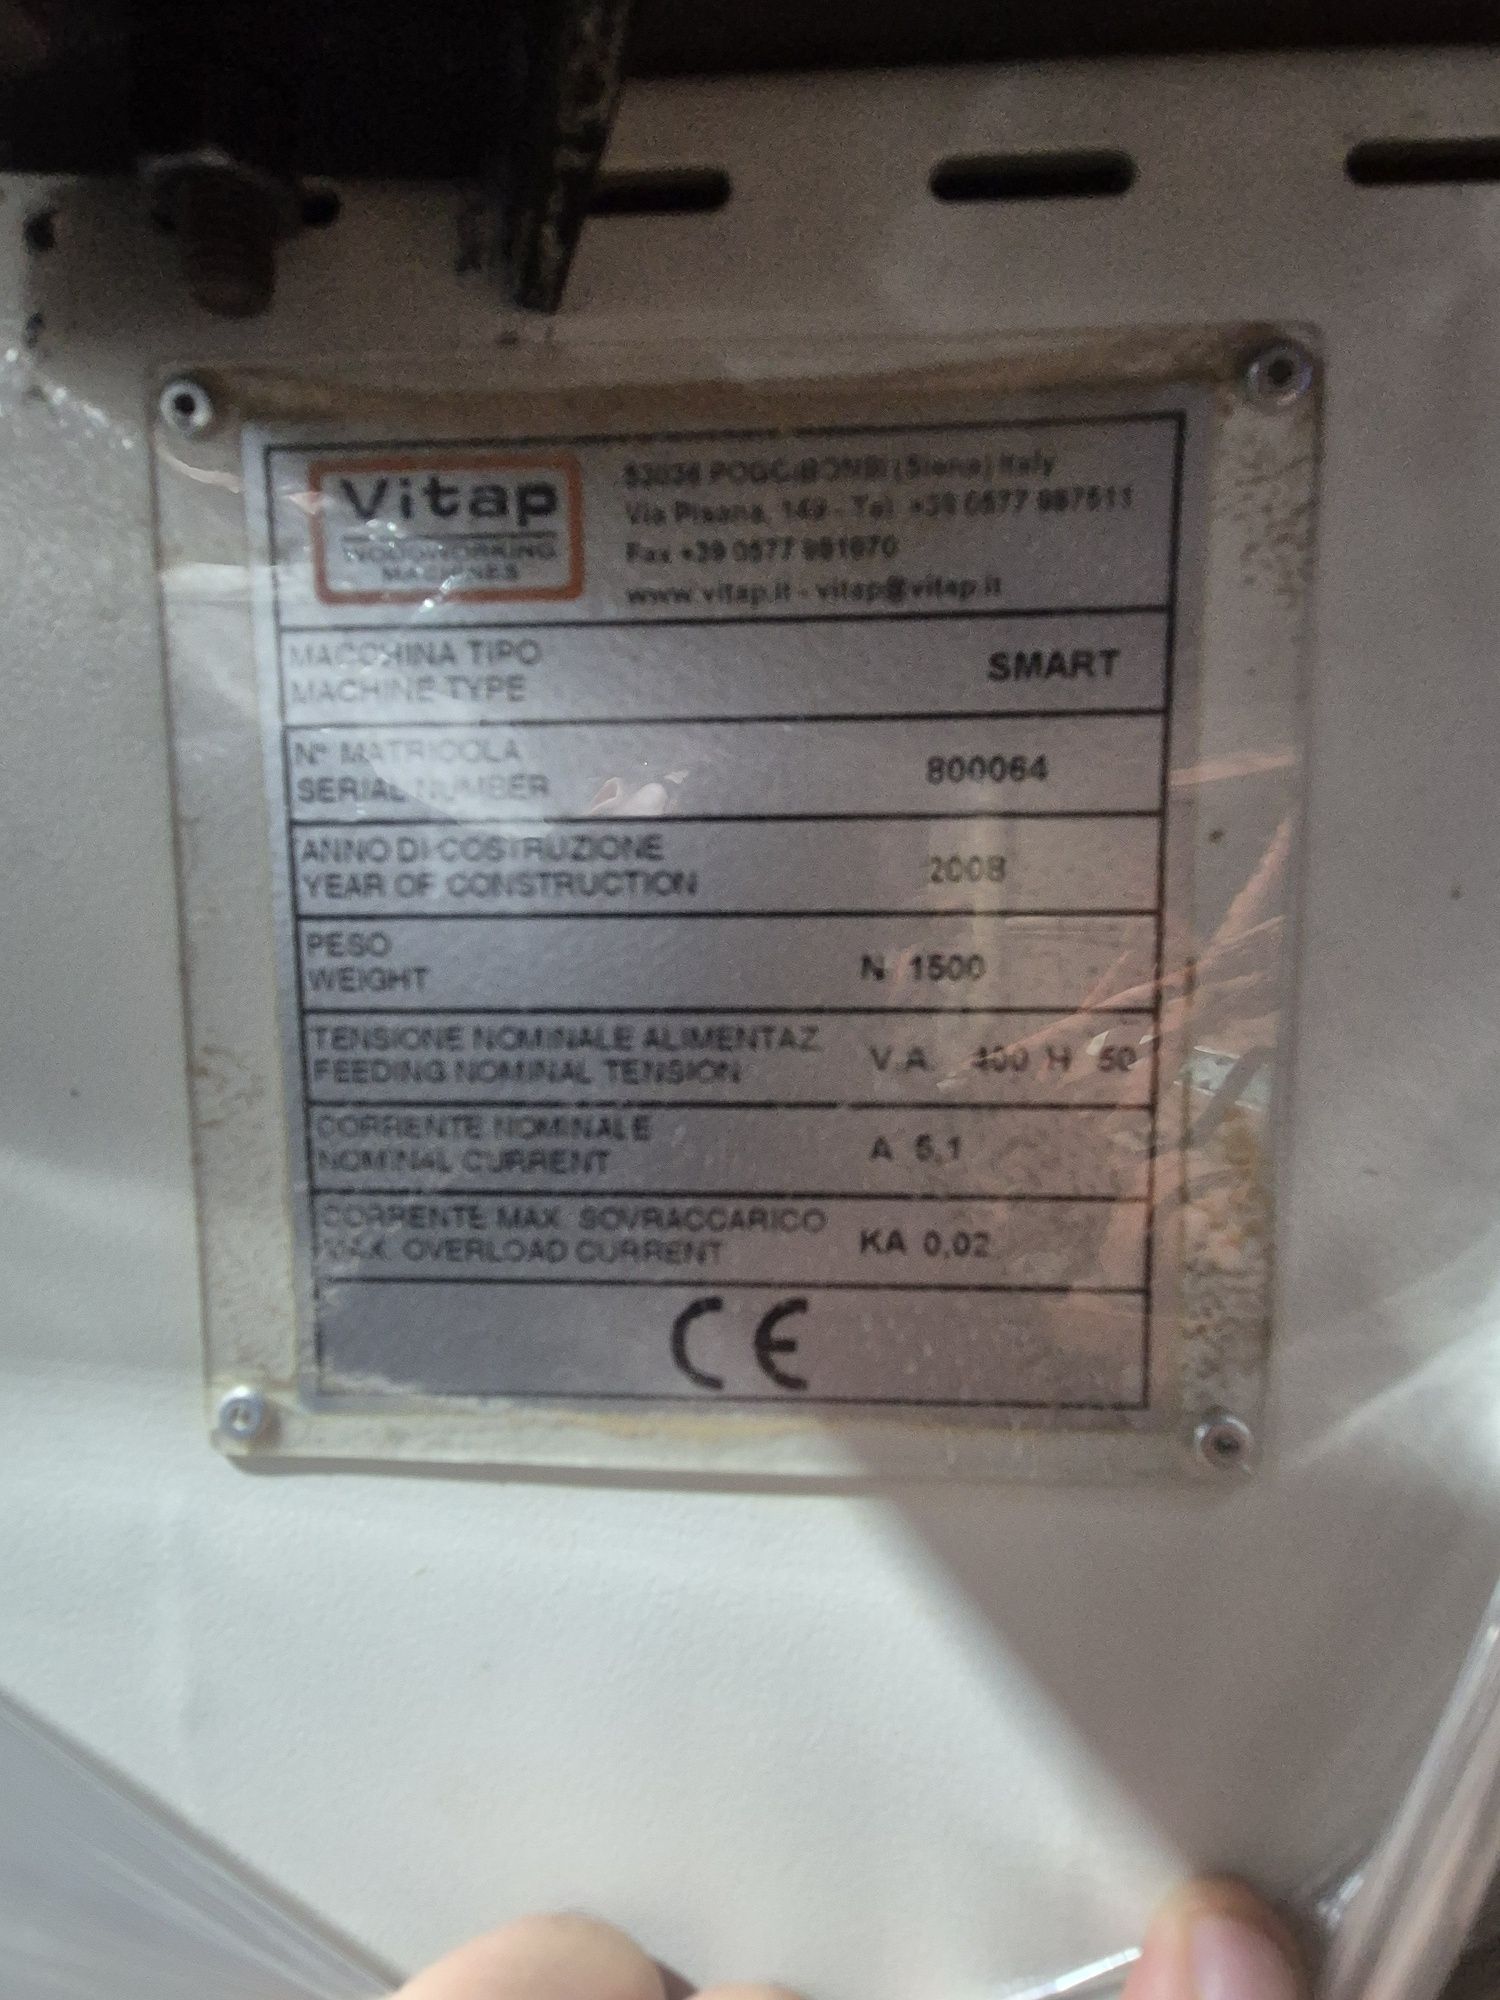 Vitap
WOODWORKING
MACHINES
53036 POGGIBONSI (Siena) Italy
Via Pisana, 149 - Tel. +39 0577 987511
Fax +39 0577 981670
www.vitap.it - vitap@vitap.it
MACCHINA TIPO
MACHINE TYPE
SMART
N° MATRICOLA
SERIAL NUMBER
800064
ANNO DI COSTRUZIONE
YEAR OF CONSTRUCTION
2008
PESO
WEIGHT
N 1500
TENSIONE NOMINALE ALIMENTAZ.
FEEDING NOMINAL TENSION
V.A. 400 H 50
CORRENTE NOMINALE
NOMINAL CURRENT
A 5,1
CORRENTE MAX. SOVRACCARICO
MAX. OVERLOAD CURRENT
KA 0,02
CE